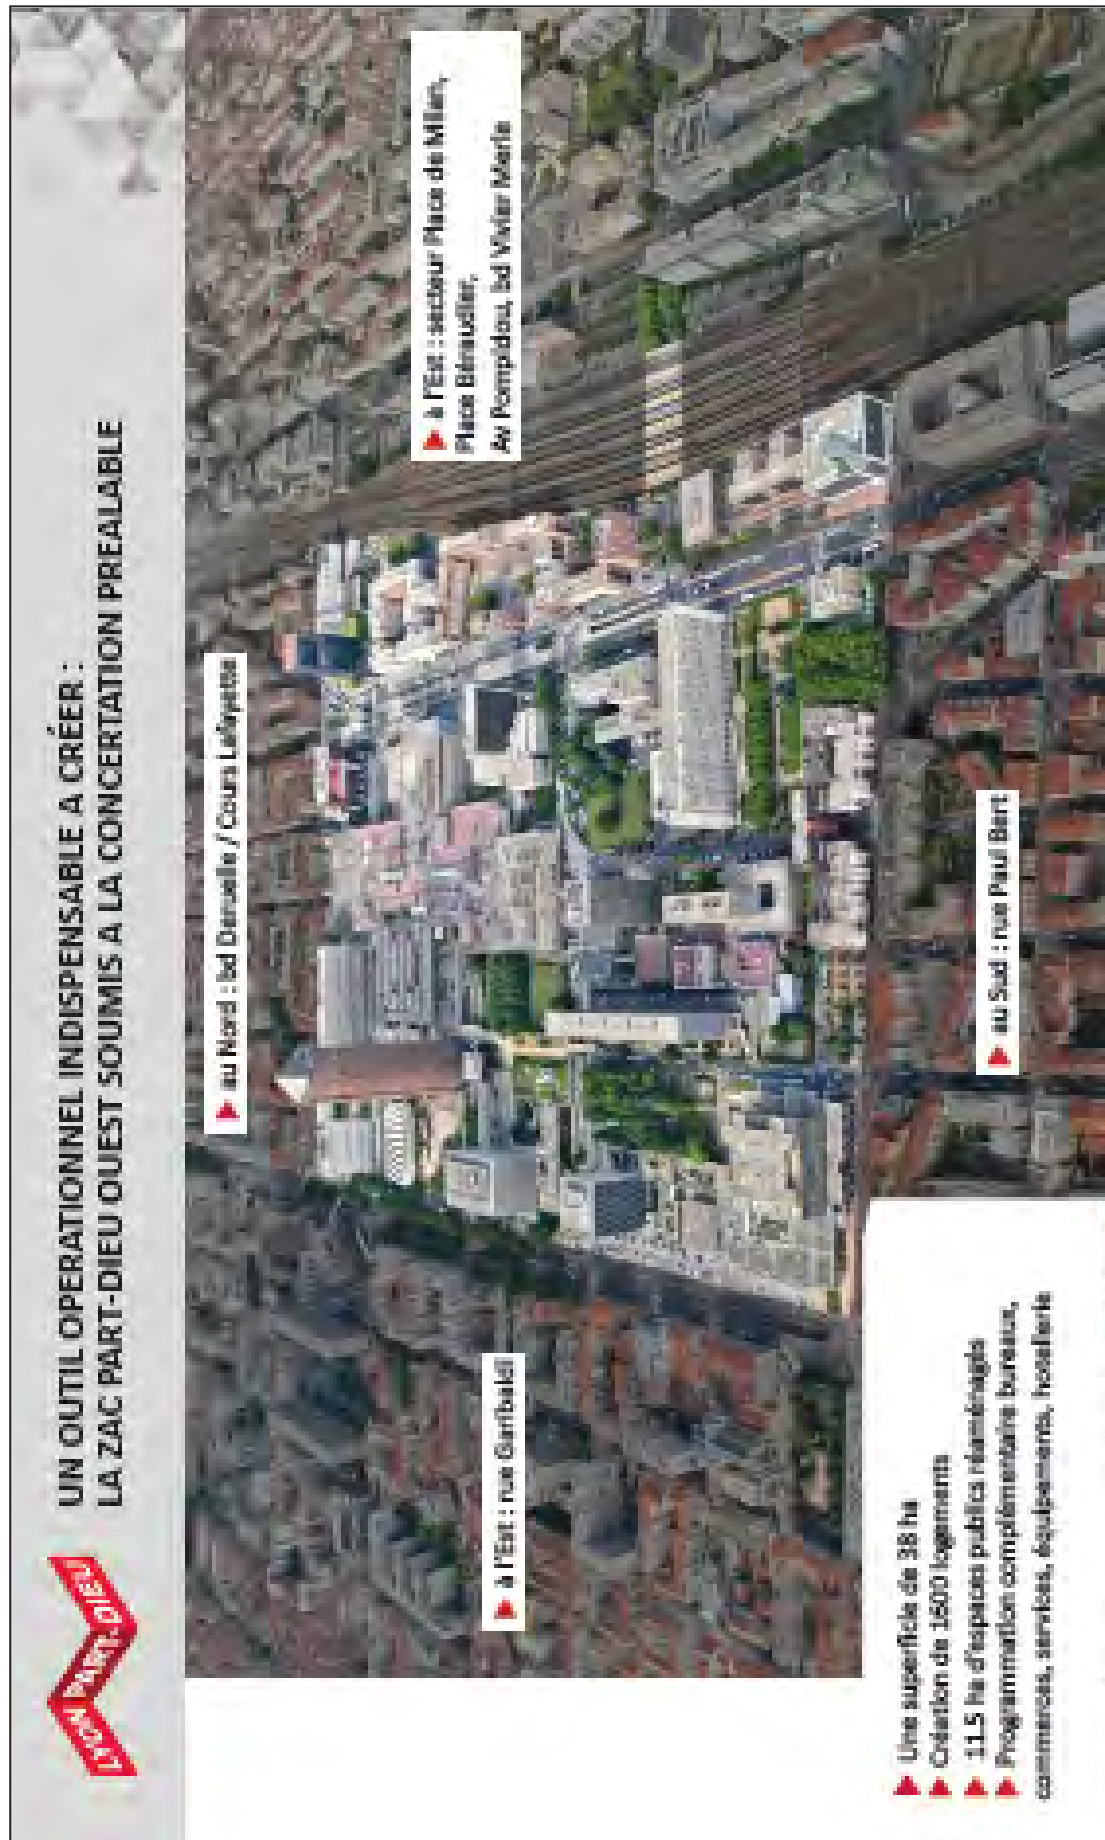 LYON PART-DIEU
UN OUTIL OPERATIONNEL INDISPENSABLE A CRÉER :
LA ZAC PART-DIEU OUEST SOUMIS A LA CONCERTATION PREALABLE
au Nord : bd Deruelle / Cours Lafayette
à l'Est : secteur Place de Milan,
Place Béraudier,
Av Pompidou, bd Vivier Merle
à l'Est : rue Garibaldi
au Sud : rue Paul Bert
Une superficie de 38 ha
Création de 1600 logements
11.5 ha d'espaces publics réaménagés
Programmation complémentaire bureaux,
commerces, services, équipements, hotellerie